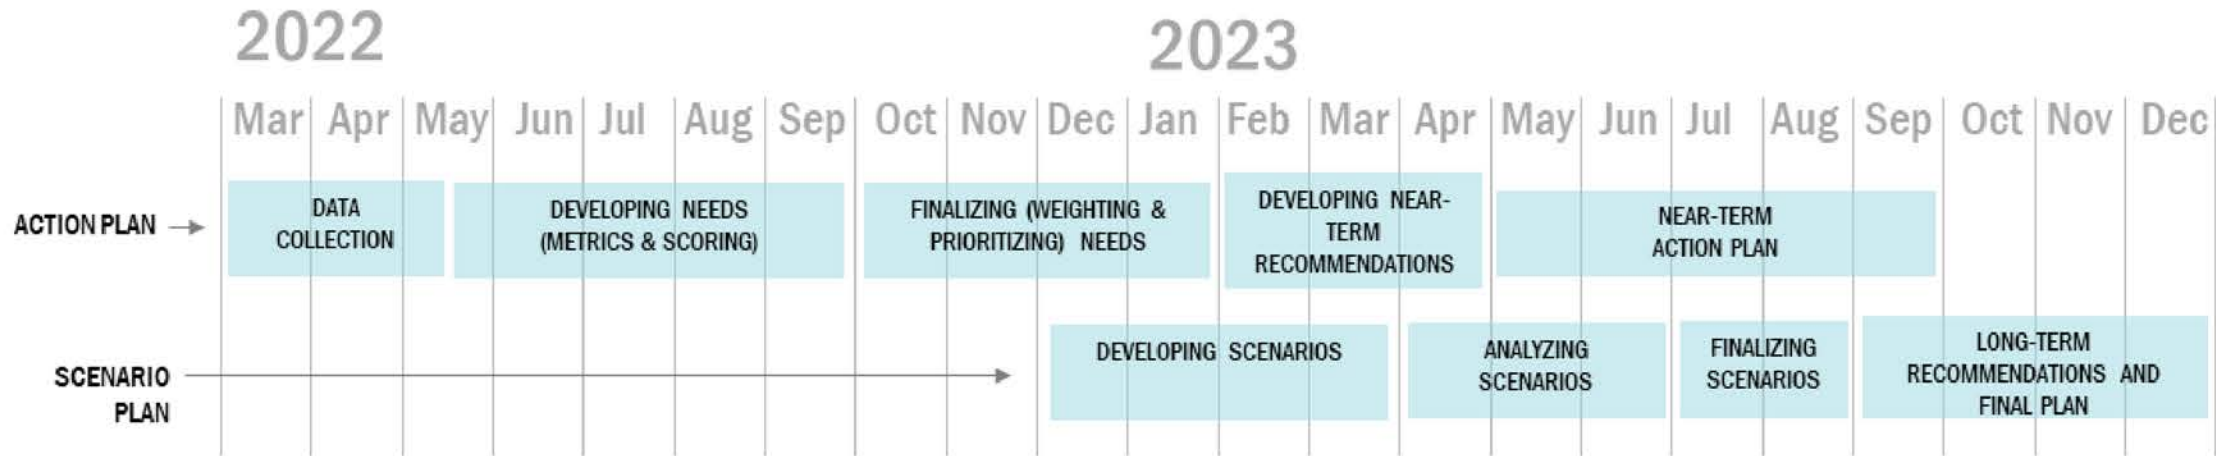 2022
2023
Mar Apr May Jun Jul Aug Sep Oct Nov Dec Jan Feb Mar Apr May Jun Jul Aug Sep Oct Nov Dec
ACTION PLAN
DATA
COLLECTION
DEVELOPING NEEDS
(METRICS & SCORING)
FINALIZING (WEIGHTING &
PRIORITIZING) NEEDS
DEVELOPING NEAR-
TERM
RECOMMENDATIONS
NEAR-TERM
ACTION PLAN
SCENARIO
PLAN
DEVELOPING SCENARIOS
ANALYZING
SCENARIOS
FINALIZING
SCENARIOS
LONG-TERM
RECOMMENDATIONS AND
FINAL PLAN